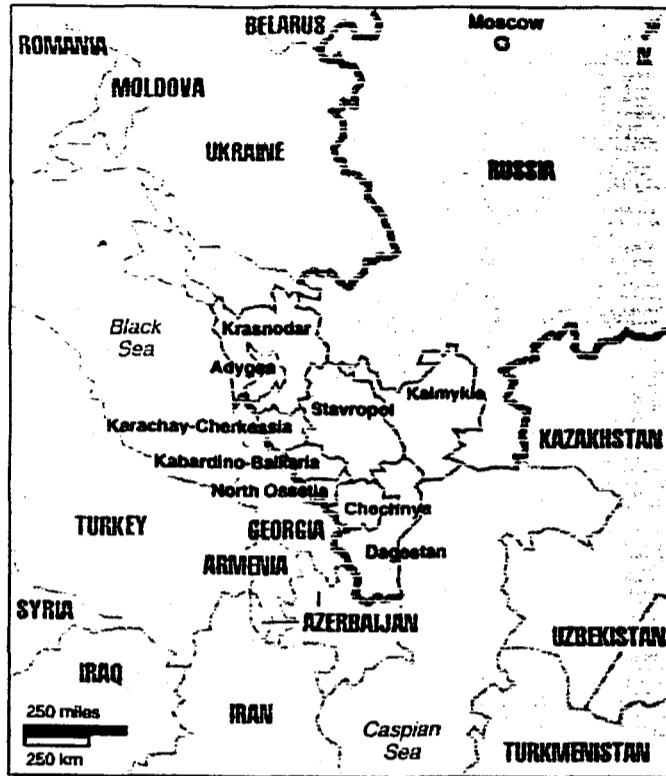 BELARUS
Moscow
ROMANIA
MOLDOVA
UKRAINE
RUSSIA
Black
Sea
Krasnodar
Adygea
Stavropol
Kalmykia
Karachay-Cherkessia
KAZAKHSTAN
Kabardino-Balkaria
North Ossetia
Chechnya
TURKEY
GEORGIA
Dagestan
ARMENIA
SYRIA
AZERBAIJAN
UZBEKISTAN
IRAQ
250 miles
IRAN
Caspian
Sea
250 km
TURKMENISTAN